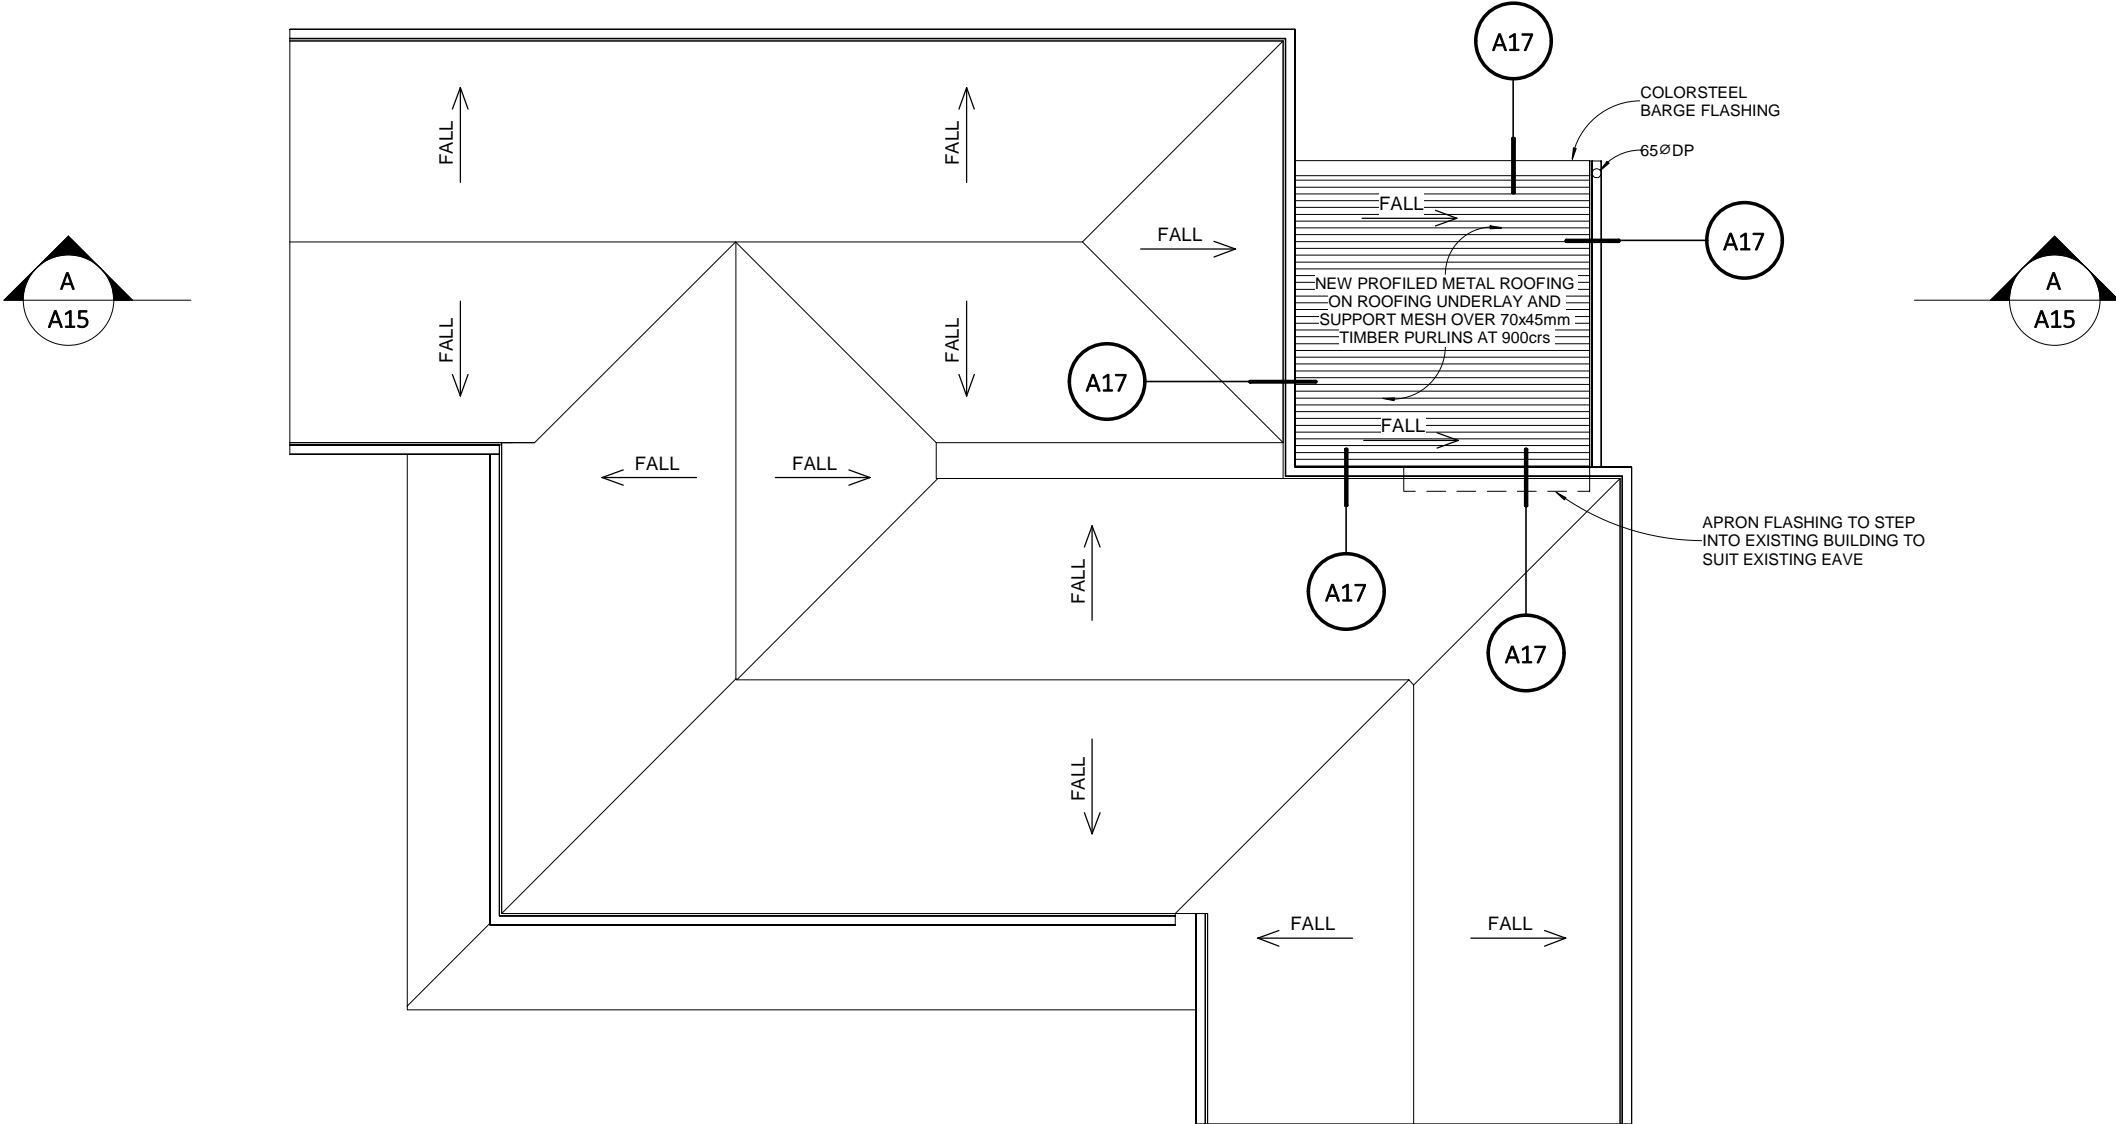 A17
COLORSTEEL
BARGE FLASHING
65⌀DP
FALL
FALL
FALL
FALL
A17
A
A15
NEW PROFILED METAL ROOFING
ON ROOFING UNDERLAY AND
SUPPORT MESH OVER 70x45mm
TIMBER PURLINS AT 900crs
A
A15
FALL
FALL
A17
FALL
FALL
FALL
APRON FLASHING TO STEP
INTO EXISTING BUILDING TO
SUIT EXISTING EAVE
FALL
A17
A17
FALL
FALL
FALL